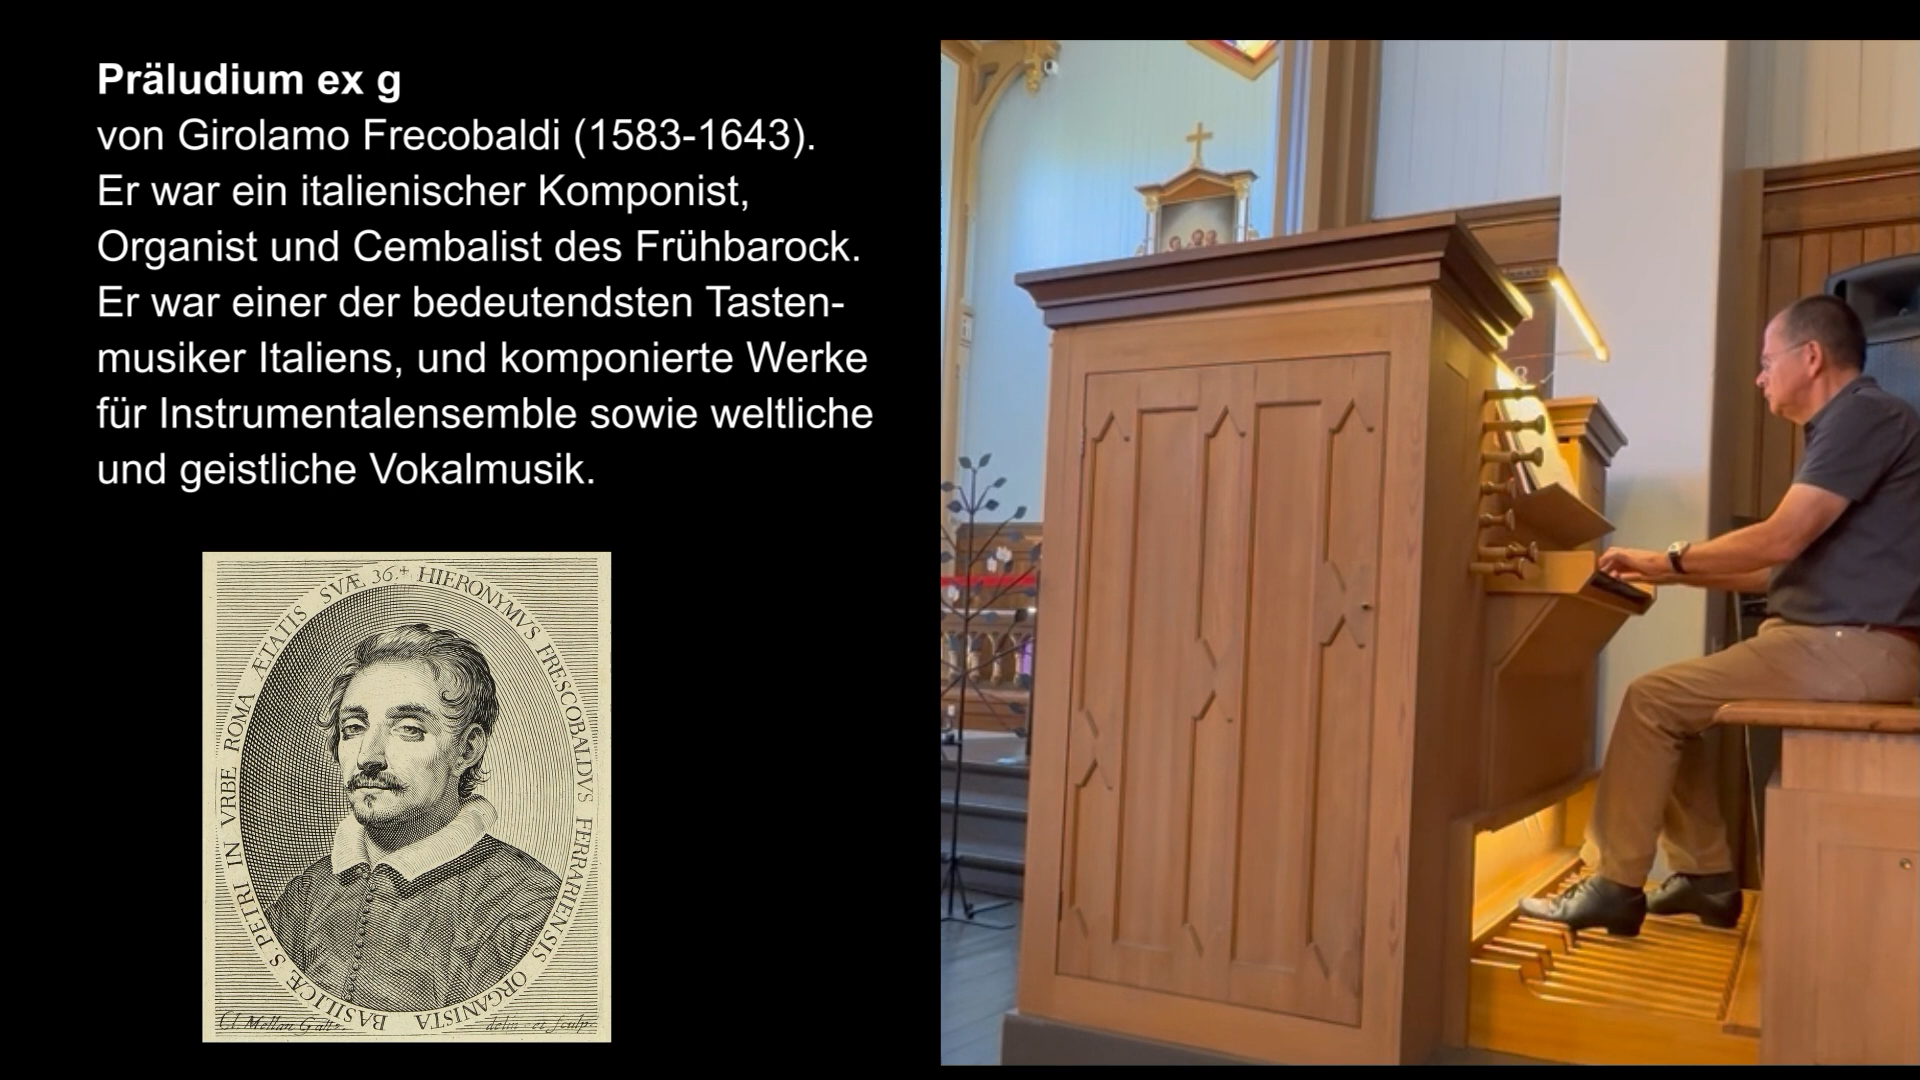 Präludium ex g
von Girolamo Frecobaldi (1583-1643).
Er war ein italienischer Komponist,
Organist und Cembalist des Frühbarock.
Er war einer der bedeutendsten Tasten-
musiker Italiens, und komponierte Werke
für Instrumentalensemble sowie weltliche
und geistliche Vokalmusik.
HIERONYMVS FRESCOBALDVS FERRARIENSIS ORGANISTA BASILICÆ S. PETRI IN VRBE ROMA ÆTATIS SVÆ 36.+
Cl. Mellan Gall. delin et sculp.